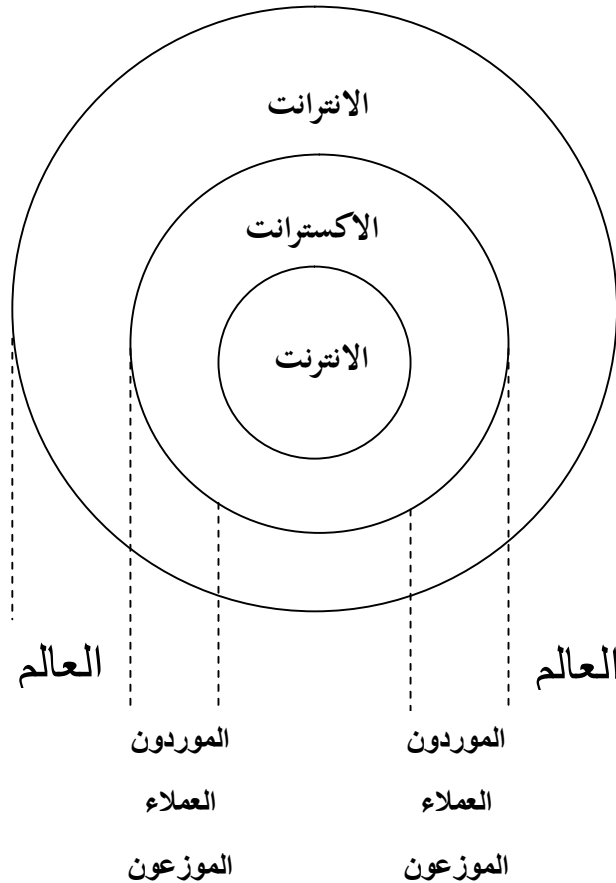 الانترانت
الاكسترانت
الانترنت
العالم
العالم
الموردون
الموردون
العملاء
العملاء
الموزعون
الموزعون